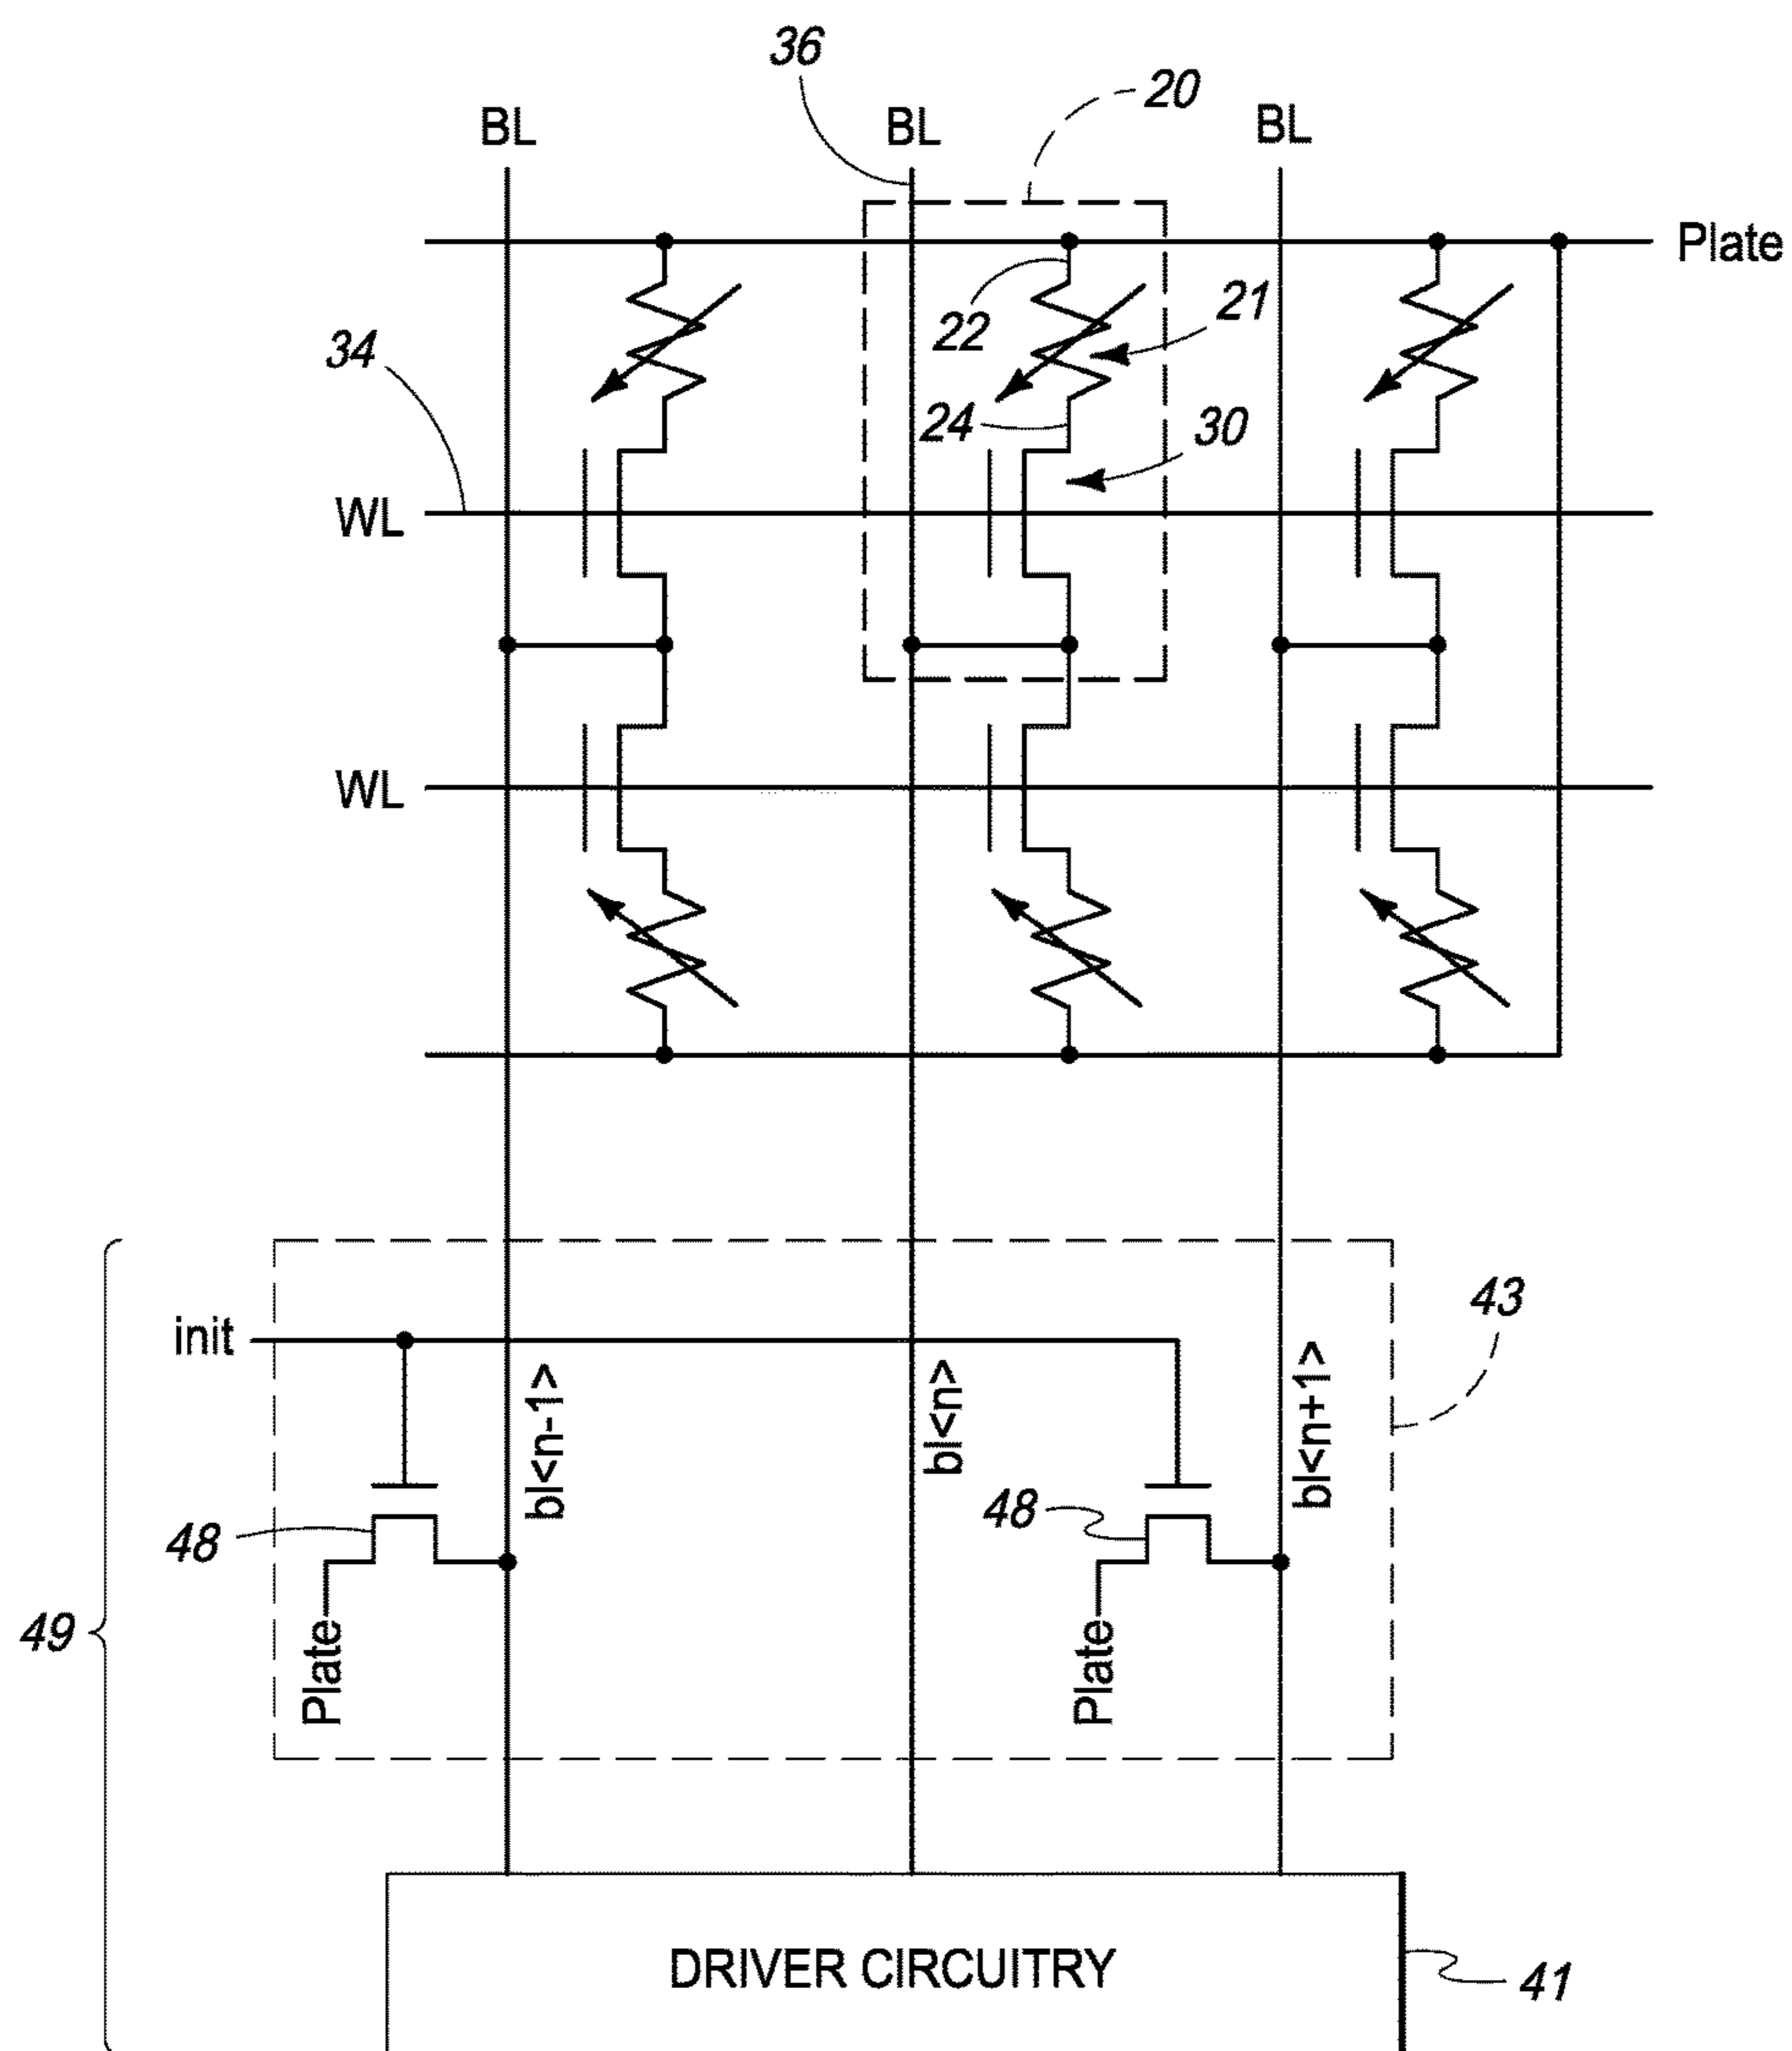 36
20
BL
BL
BL
Plate
22
21
34
24
30
WL
WL
43
init
bl<n-1>
bl<n>
bl<n+1>
48
48
Plate
Plate
49
DRIVER CIRCUITRY
41